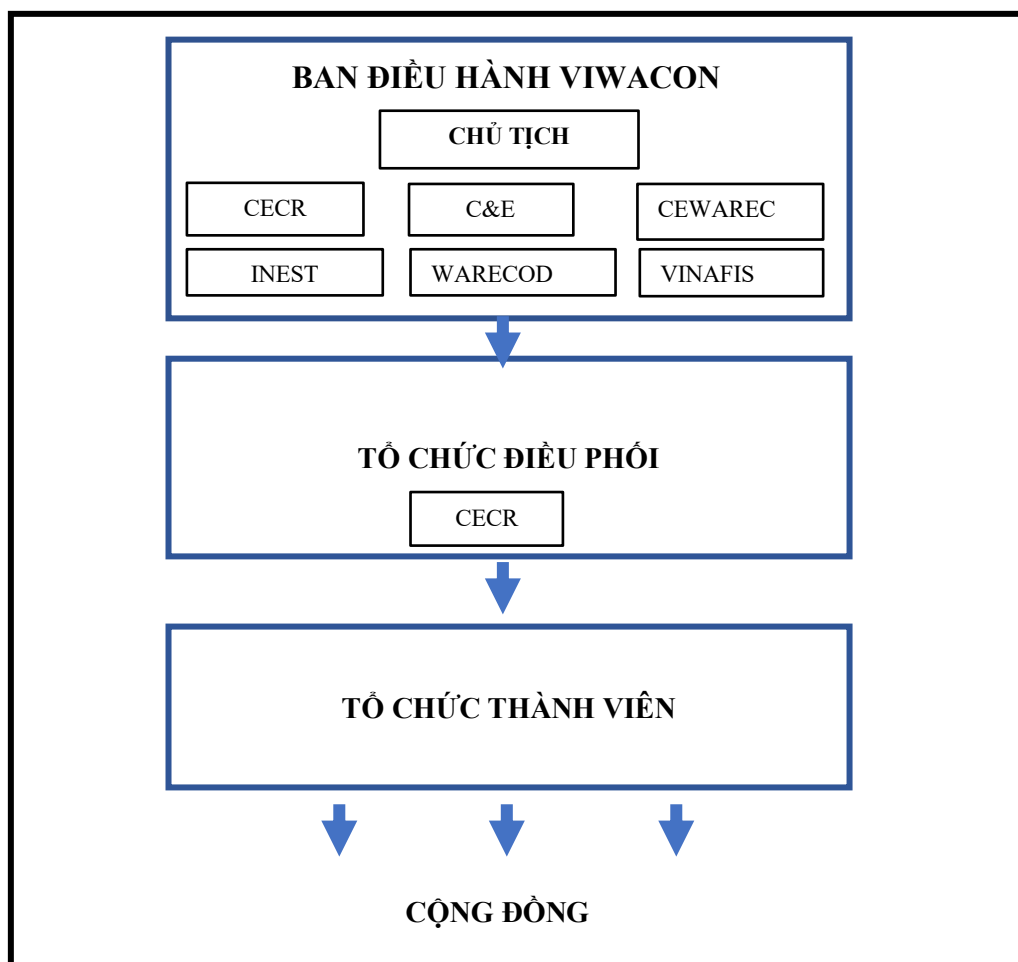 BAN ĐIỀU HÀNH VIWACON
CHỦ TỊCH
CECR
C&E
CEWAREC
INEST
WARECOD
VINAFIS
TỔ CHỨC ĐIỀU PHỐI
CECR
TỔ CHỨC THÀNH VIÊN
CỘNG ĐỒNG